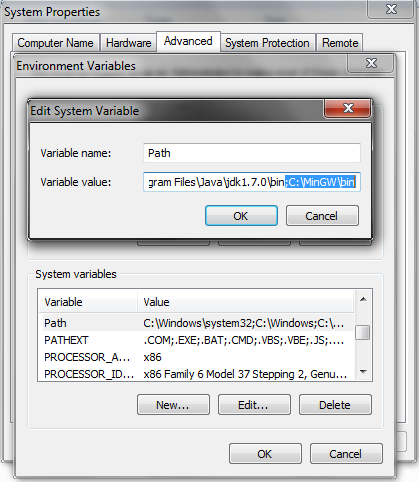 System Properties
Computer Name Hardware Advanced System Protection Remote
Environment Variables
Edit System Variable
Variable name: Path
Variable value: gram Files\Java\jdk1.7.0\bin;C:\MinGW\bin
OK Cancel
System variables
Variable Value
Path C:\Windows\system32;C:\Windows;C:\...
PATHEXT .COM;.EXE;.BAT;.CMD;.VBS;.VBE;.JS;....
PROCESSOR_A... x86
PROCESSOR_ID... x86 Family 6 Model 37 Stepping 2, Genu...
New... Edit... Delete
OK Cancel